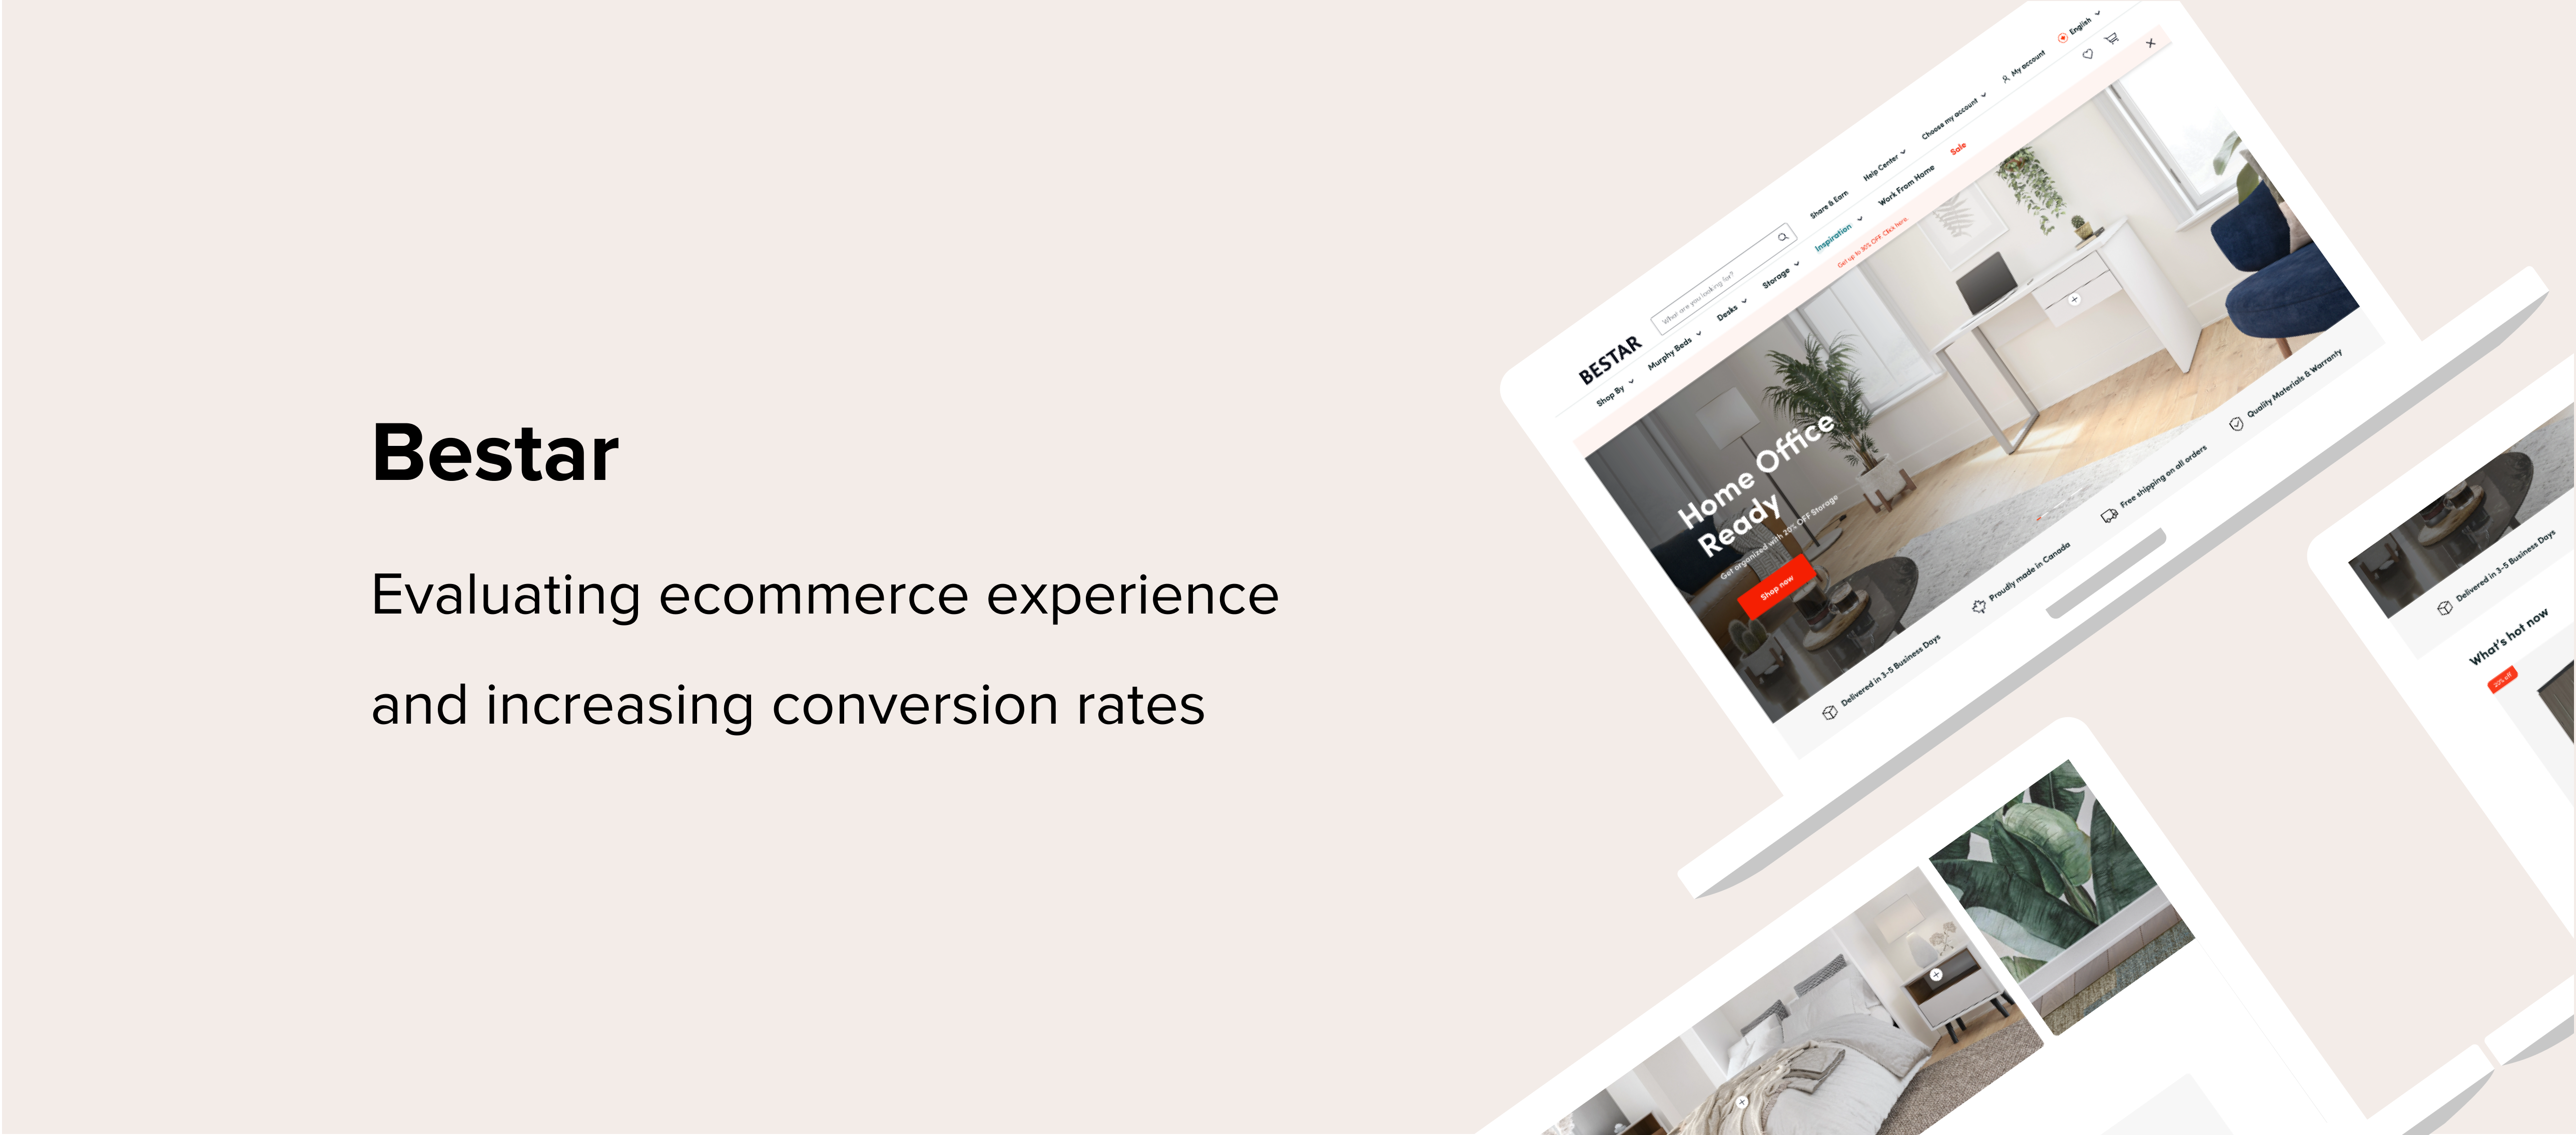 Bestar
Evaluating ecommerce experience
and increasing conversion rates
English
My account
Choose my account
Help Center
Share & Earn
What are you looking for?
BESTAR
Shop By
Murphy Beds
Desks
Storage
Inspiration
Work From Home
Sale
Get up to 30% OFF. Click here.
Home Office
Ready
Get organized with 20% OFF Storage
Shop now
Delivered in 3-5 Business Days
Proudly made in Canada
Free shipping on all orders
Quality Materials & Warranty
Delivered in 3-5 Business Days
What's hot now
20% off